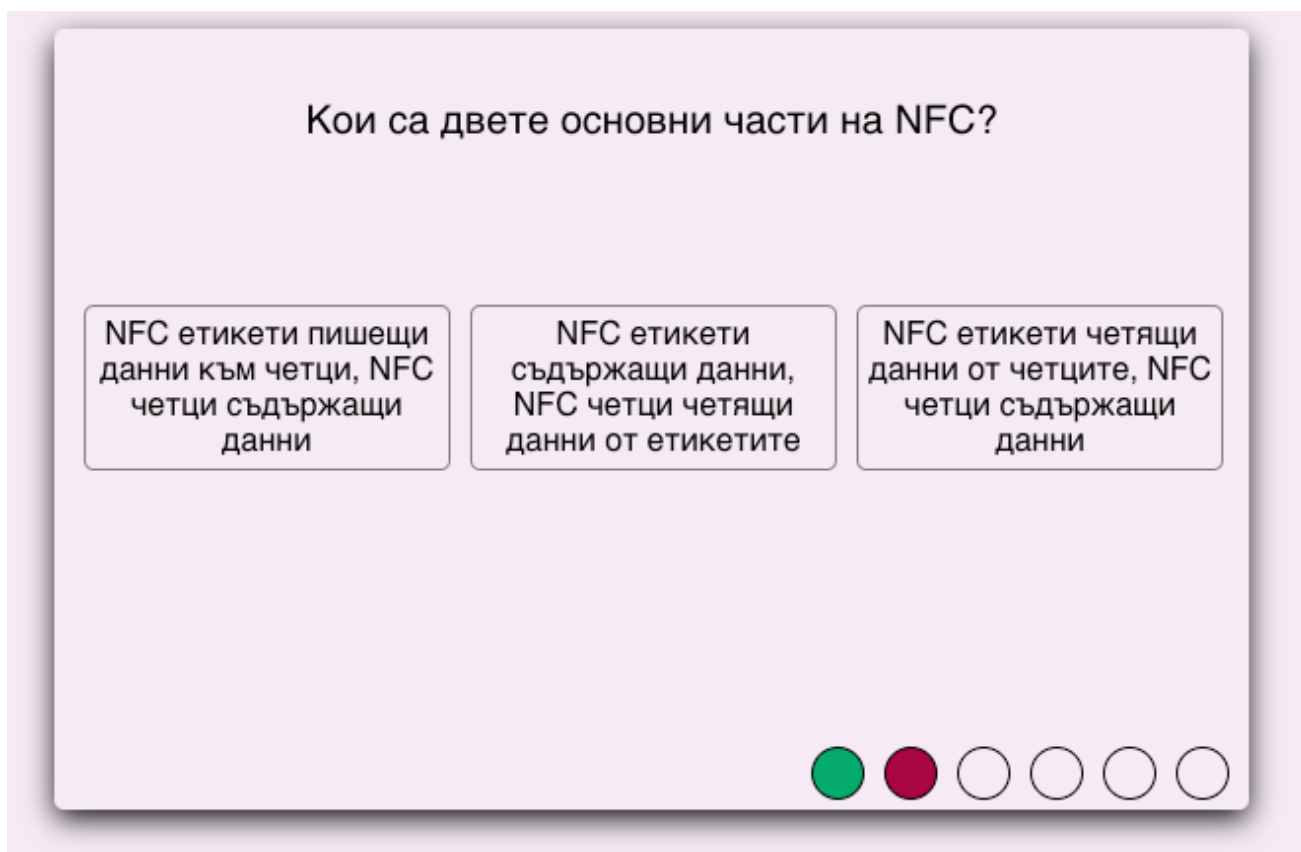 Кои са двете основни части на NFC?
NFC етикети пишещи
данни към четци, NFC
четци съдържащи
данни
NFC етикети
съдържащи данни,
NFC четци четящи
данни от етикетите
NFC етикети четящи
данни от четците, NFC
четци съдържащи
данни